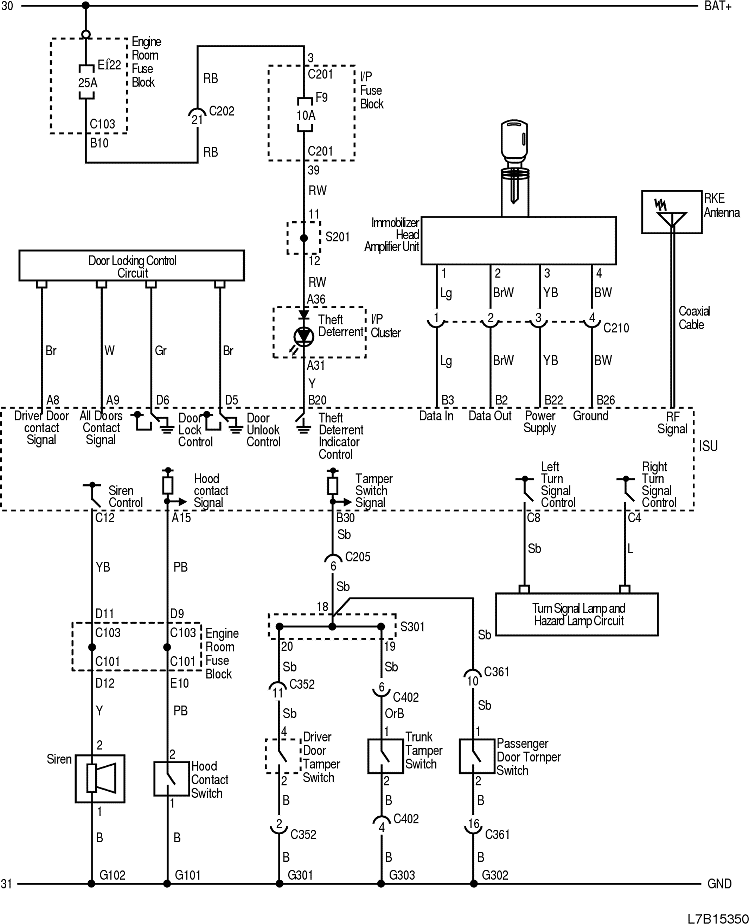 30
BAT+
Engine
Room
Fuse
Block
EÍ22
25A
C103
B10
RB
C202
21
RB
3
C201
I/P
Fuse
Block
F9
10A
C201
39
RW
11
S201
12
RW
A36
Theft
Deterrent
I/P
Cluster
A31
Y
B20
Immobilizer
Head
Amplifier Unit
RKE
Antenna
1
2
3
4
Lg
BrW
YB
BW
1
2
3
4
C210
Coaxial
Cable
Lg
BrW
YB
BW
B3
B2
B22
B26
Door Locking Control
Circuit
Br
W
Gr
Br
A8
A9
D6
D5
Driver Door
contact
Signal
All Doors
Contact
Signal
Door
Lock
Control
Door
Unlook
Control
Theft
Deterrent
Indicator
Control
Data In
Data Out
Power
Supply
Ground
RF
Signal
ISU
Siren
Control
Hood
contact
Signal
Tamper
Switch
Signal
Left
Turn
Signal
Control
Right
Turn
Signal
Control
C12
A15
B30
C8
C4
Sb
C205
6
Sb
Sb
L
YB
PB
Turn Signal Lamp and
Hazard Lamp Circuit
D11
D9
18
C103
C103
Engine
Room
Fuse
Block
S301
C101
C101
20
19
Sb
D12
E10
Sb
Sb
C352
11
6
C402
C361
10
Y
PB
Sb
OrB
Sb
2
2
4
1
1
Siren
Hood
Contact
Switch
Driver
Door
Tamper
Switch
Trunk
Tamper
Switch
Passenger
Door Tornper
Switch
1
1
2
2
2
B
B
B
2
C352
4
C402
16
C361
B
B
B
B
B
31
G102
G101
G301
G303
G302
GND
L7B15350